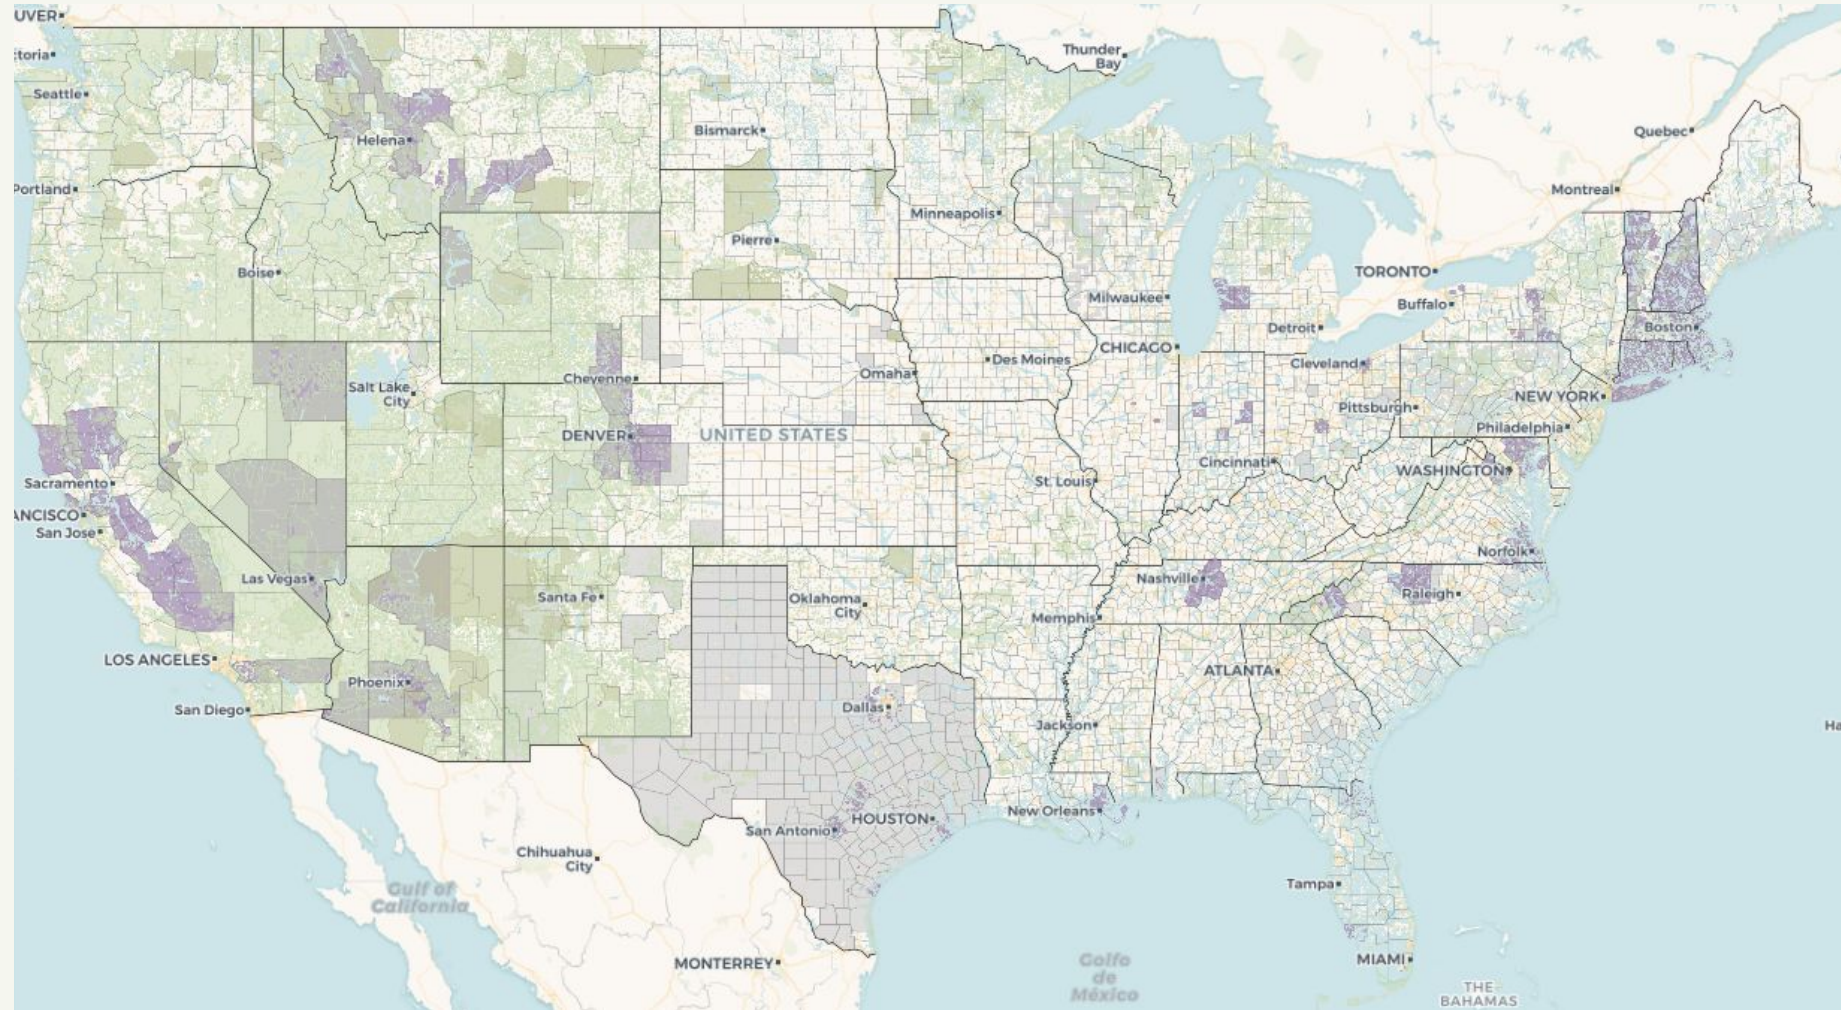 UVER
Thunder
Bay
toria
Seattle
Quebec
Bismarck
Helena
Portland
Montreal
Minneapolis
Pierre
Boise
TORONTO
Milwaukee
Buffalo
Detroit
Boston
CHICAGO
Des Moines
Cleveland
Omaha
Cheyenne
Salt Lake
City
NEW YORK
Pittsburgh
Philadelphia
DENVER
UNITED STATES
Cincinnati
WASHINGTON
Sacramento
St. Louis
ANCISCO
San Jose
Norfolk
Las Vegas
Nashville
Santa Fe
Oklahoma
City
Raleigh
Memphis
LOS ANGELES
ATLANTA
Phoenix
San Diego
Dallas
Jackson
Ha
New Orleans
HOUSTON
San Antonio
Chihuahua
City
Gulf of
California
Tampa
MONTERREY
Golfo
de
México
MIAMI
THE
BAHAMAS